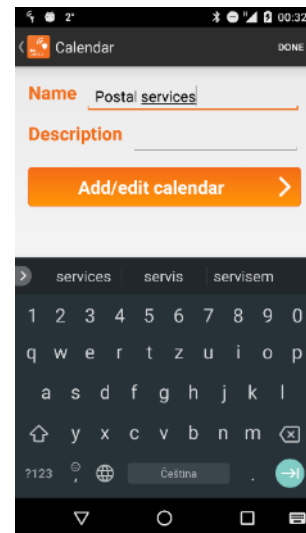 2° 00:32
Calendar DONE
Name Postal services
Description
Add/edit calendar
services servis servisem
1 2 3 4 5 6 7 8 9 0
q w e r t z u i o p
a s d f g h j k l
y x c v b n m
?123 , Čeština .